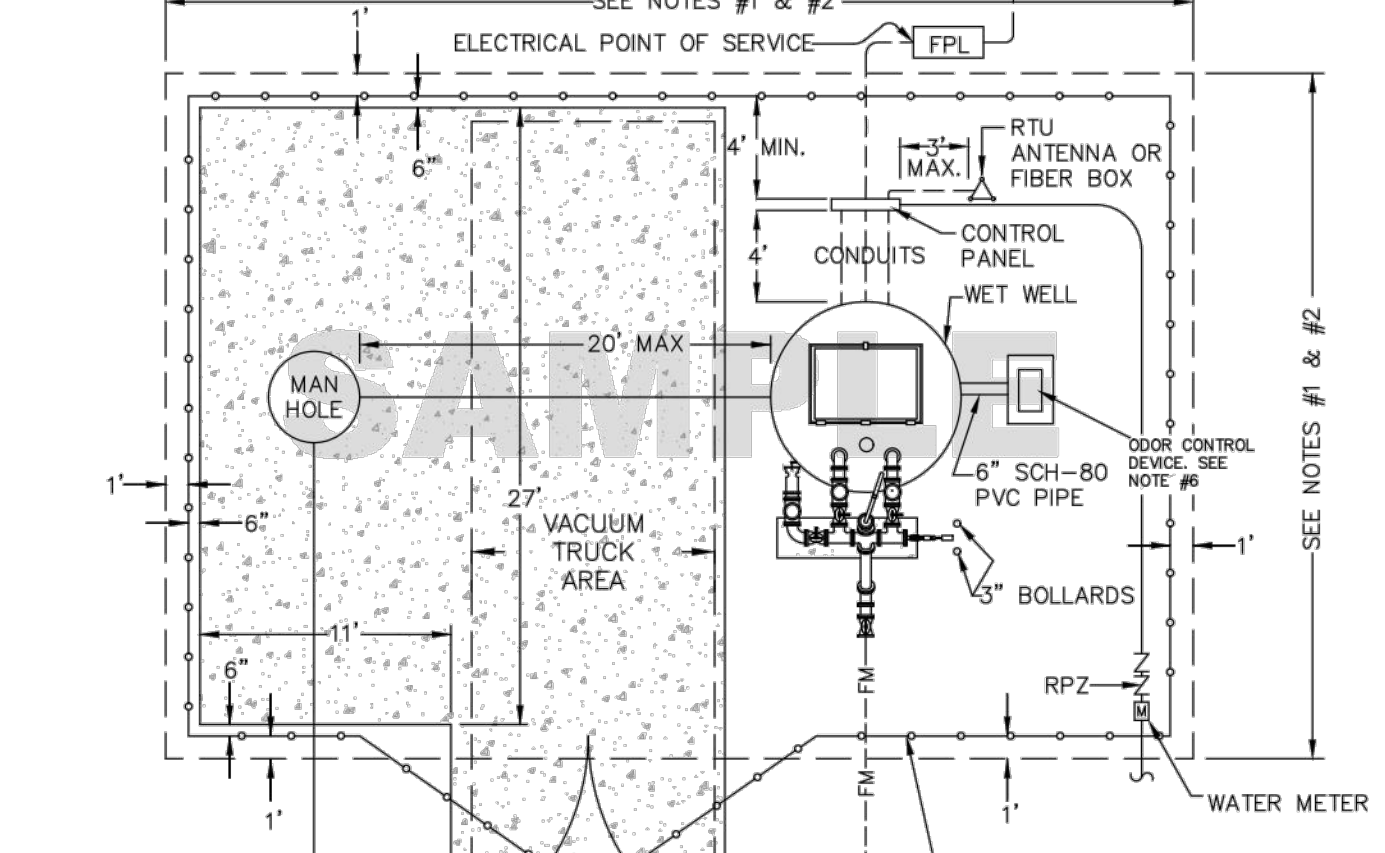 SEE NOTES #1 & #2
1'
ELECTRICAL POINT OF SERVICE
FPL
6"
4' MIN.
3'
MAX.
RTU
ANTENNA OR
FIBER BOX
4'
CONDUITS
CONTROL
PANEL
WET WELL
20' MAX
SAMPLE
MAN
HOLE
SEE NOTES #1 & #2
ODOR CONTROL
DEVICE. SEE
NOTE #6
6" SCH-80
PVC PIPE
1'
27'
6"
VACUUM
TRUCK
AREA
1'
3" BOLLARDS
11'
6"
FM
RPZ
M
FM
1'
1'
WATER METER